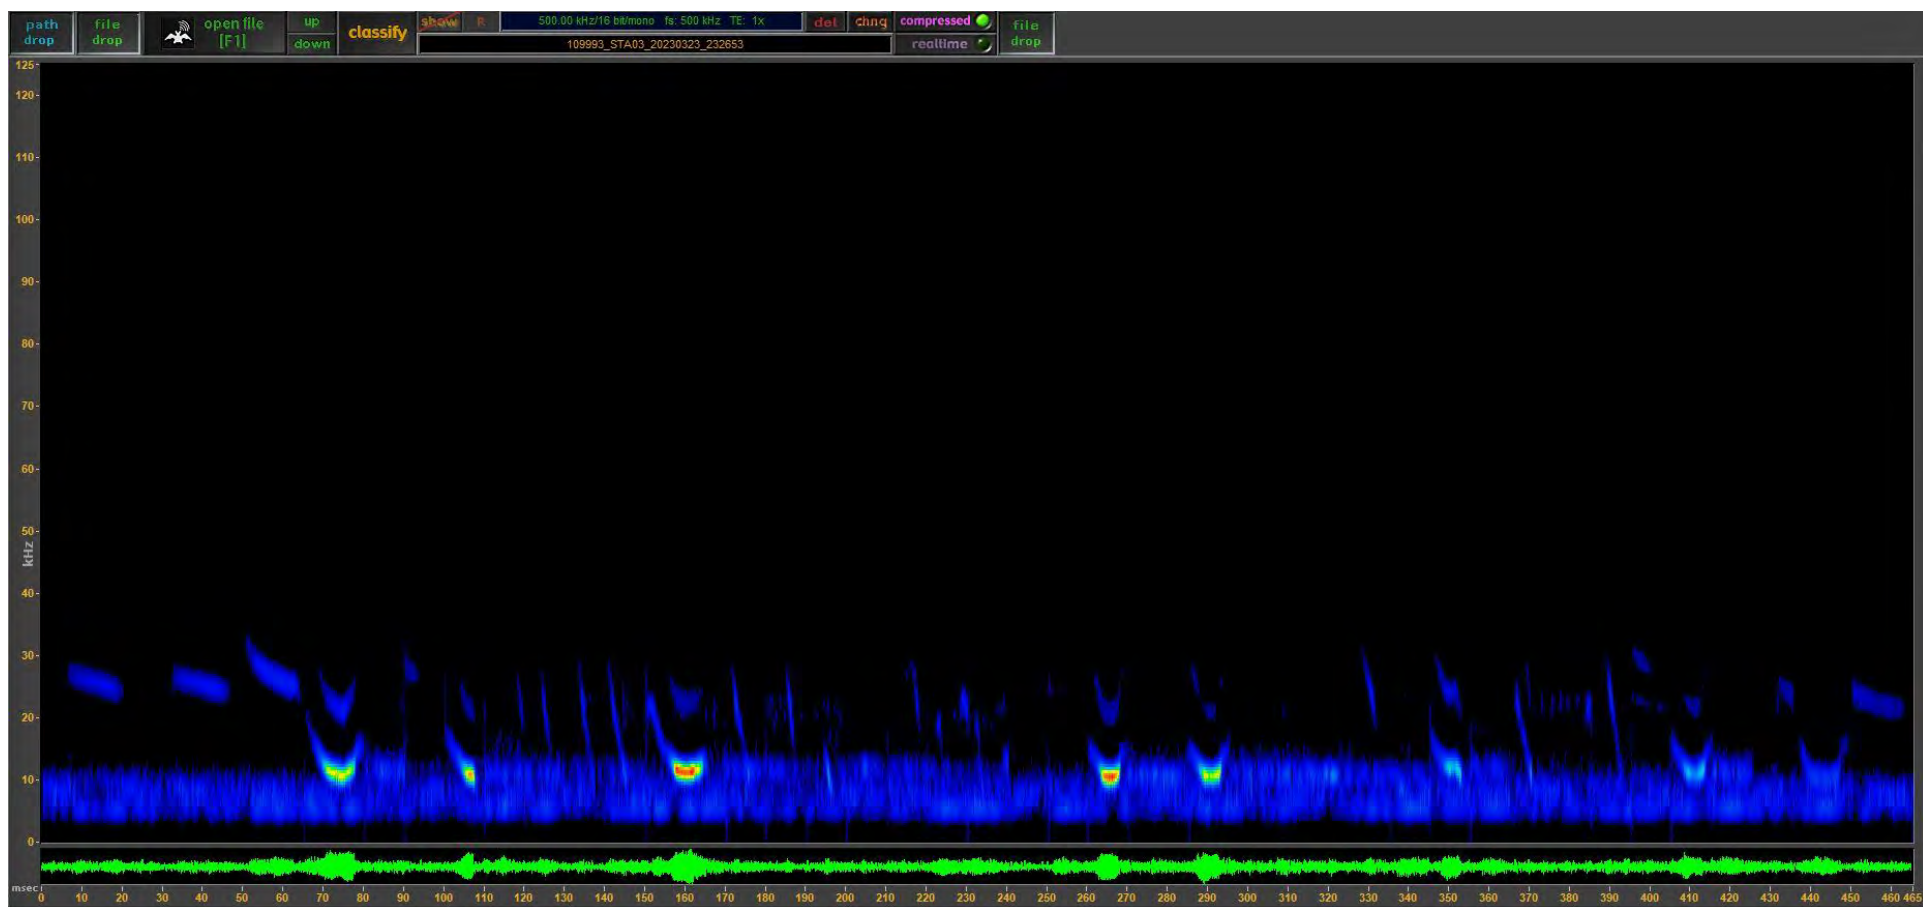 path drop
file drop
open file [F1]
up
down
classify
show R
500.00 kHz/16 bit/mono fs: 500 kHz TE: 1x
109993_STA03_20230323_232653
del chng
compressed
realtime
file drop
125
120
110
100
90
80
70
60
50
kHz
40
30
20
10
0
msec
0 10 20 30 40 50 60 70 80 90 100 110 120 130 140 150 160 170 180 190 200 210 220 230 240 250 260 270 280 290 300 310 320 330 340 350 360 370 380 390 400 410 420 430 440 450 460 465